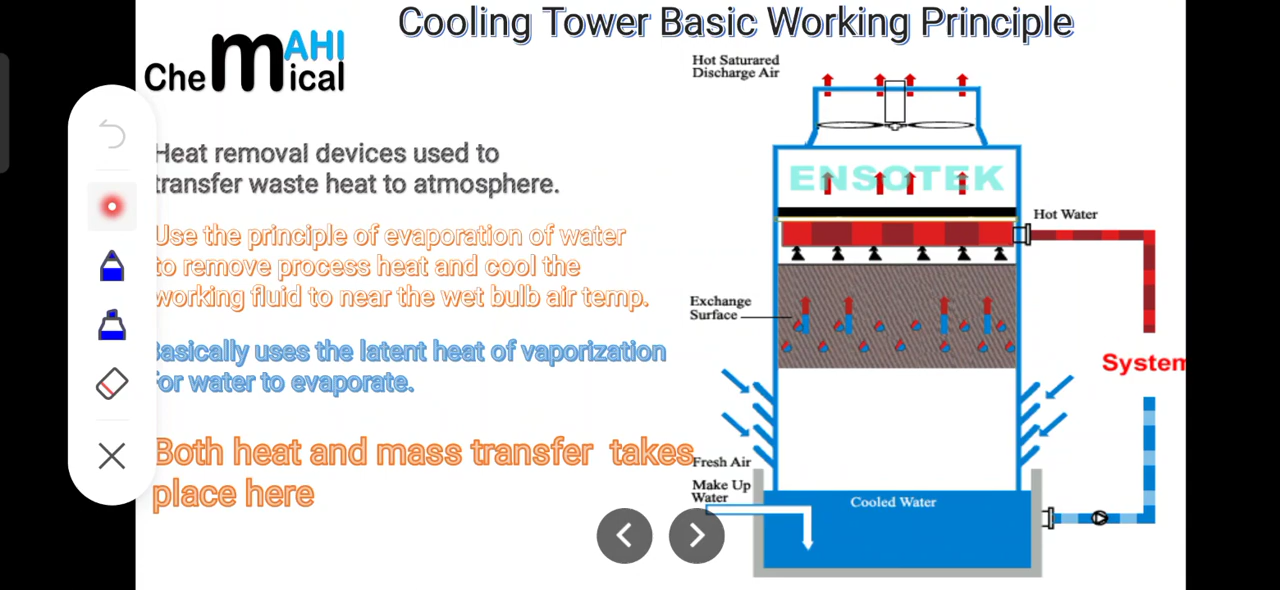 Cooling Tower Basic Working Principle
MAHI
Chemical
Heat removal devices used to
transfer waste heat to atmosphere.
Use the principle of evaporation of water
to remove process heat and cool the
working fluid to near the wet bulb air temp.
Basically uses the latent heat of vaporization
for water to evaporate.
Both heat and mass transfer takes
place here
Hot Saturared
Discharge Air
ENSOTEK
Hot Water
Exchange
Surface
System
Fresh Air
Make Up
Water
Cooled Water